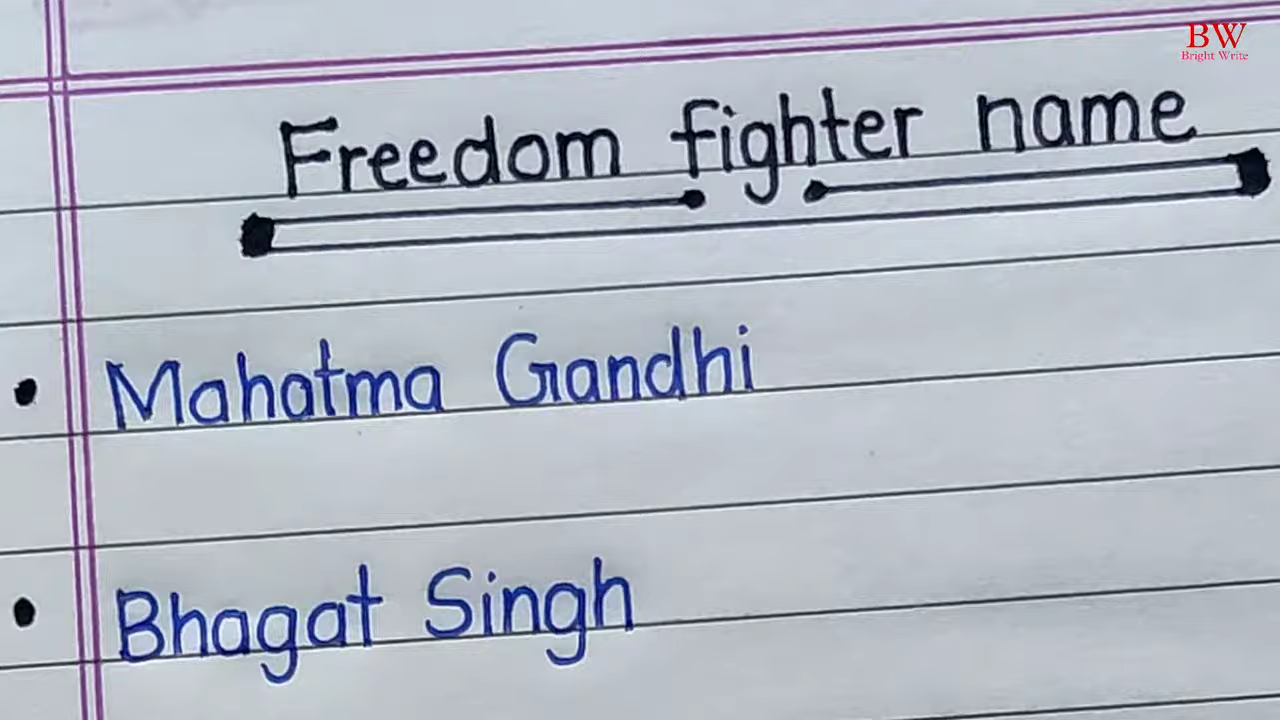 BW
Bright Write
Freedom fighter name
• Mahatma Gandhi
• Bhagat Singh